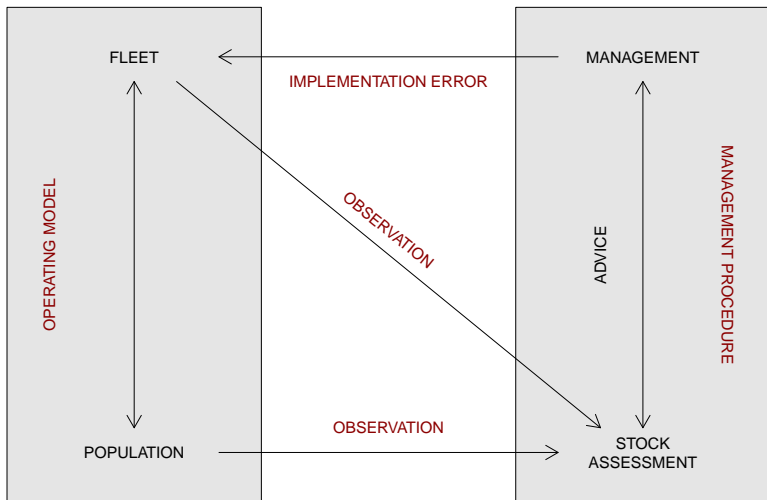 FLEET
MANAGEMENT
IMPLEMENTATION ERROR
OPERATING MODEL
OBSERVATION
ADVICE
MANAGEMENT PROCEDURE
OBSERVATION
POPULATION
STOCK
ASSESSMENT